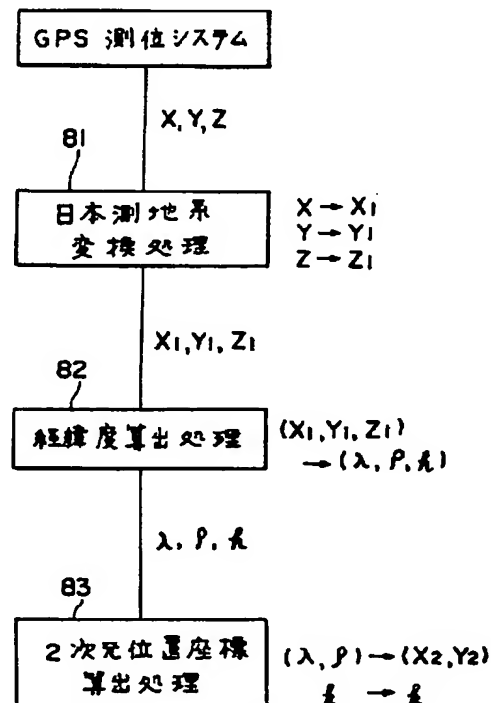 GPS 測位システム
X, Y, Z
81
日本測地系
変換処理
X → X1
Y → Y1
Z → Z1
X1, Y1, Z1
82
経緯度算出処理
(X1, Y1, Z1)
→ (λ, ρ, h)
λ, ρ, h
83
2次元位置座標
算出処理
(λ, ρ) → (X2, Y2)
h → h